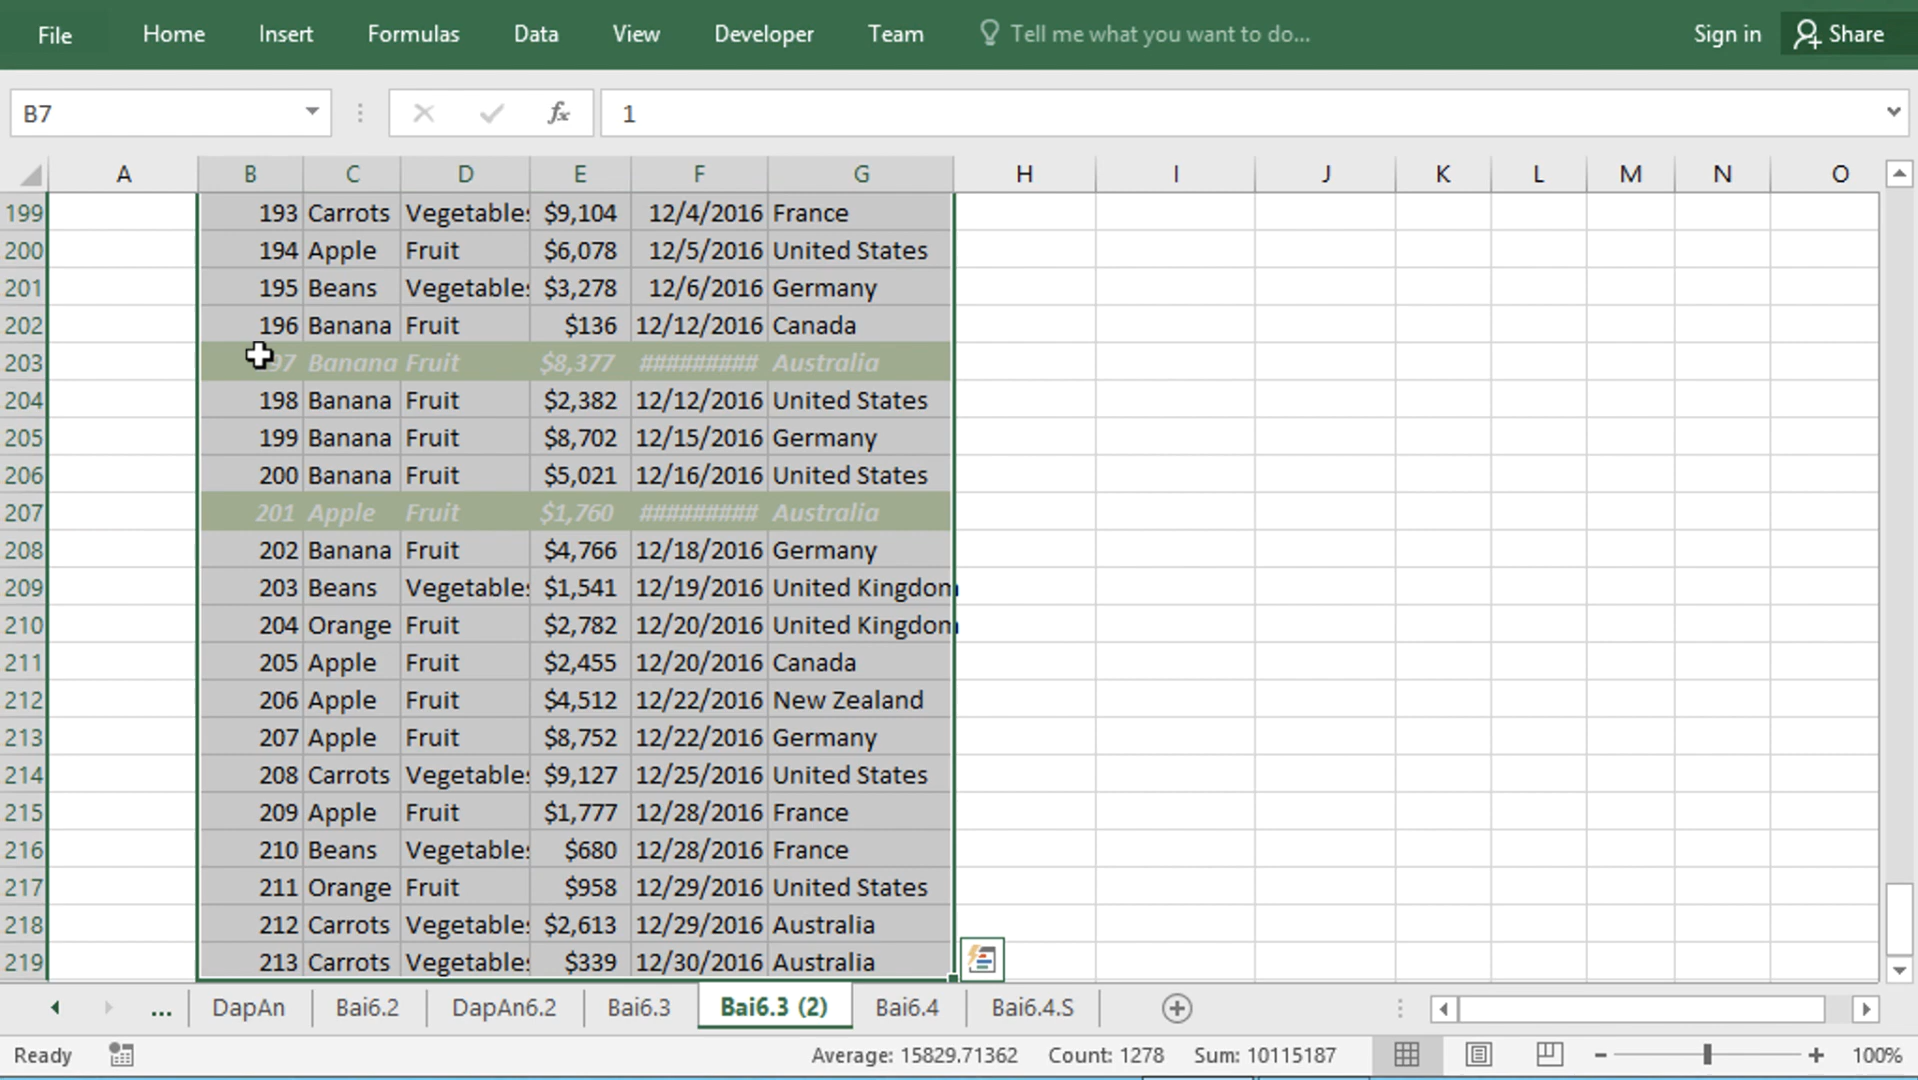 File Home Insert Formulas Data View Developer Team Tell me what you want to do... Sign in Share
B7 fx 1
A B C D E F G H I J K L M N O
199 193 Carrots Vegetables $9,104 12/4/2016 France
200 194 Apple Fruit $6,078 12/5/2016 United States
201 195 Beans Vegetables $3,278 12/6/2016 Germany
202 196 Banana Fruit $136 12/12/2016 Canada
203 Banana Fruit $8,377 ######### Australia
204 198 Banana Fruit $2,382 12/12/2016 United States
205 199 Banana Fruit $8,702 12/15/2016 Germany
206 200 Banana Fruit $5,021 12/16/2016 United States
207 201 Apple Fruit $1,760 ######### Australia
208 202 Banana Fruit $4,766 12/18/2016 Germany
209 203 Beans Vegetables $1,541 12/19/2016 United Kingdom
210 204 Orange Fruit $2,782 12/20/2016 United Kingdom
211 205 Apple Fruit $2,455 12/20/2016 Canada
212 206 Apple Fruit $4,512 12/22/2016 New Zealand
213 207 Apple Fruit $8,752 12/22/2016 Germany
214 208 Carrots Vegetables $9,127 12/25/2016 United States
215 209 Apple Fruit $1,777 12/28/2016 France
216 210 Beans Vegetables $680 12/28/2016 France
217 211 Orange Fruit $958 12/29/2016 United States
218 212 Carrots Vegetables $2,613 12/29/2016 Australia
219 213 Carrots Vegetables $339 12/30/2016 Australia
... DapAn Bai6.2 DapAn6.2 Bai6.3 Bai6.3 (2) Bai6.4 Bai6.4.S
Ready Average: 15829.71362 Count: 1278 Sum: 10115187 100%